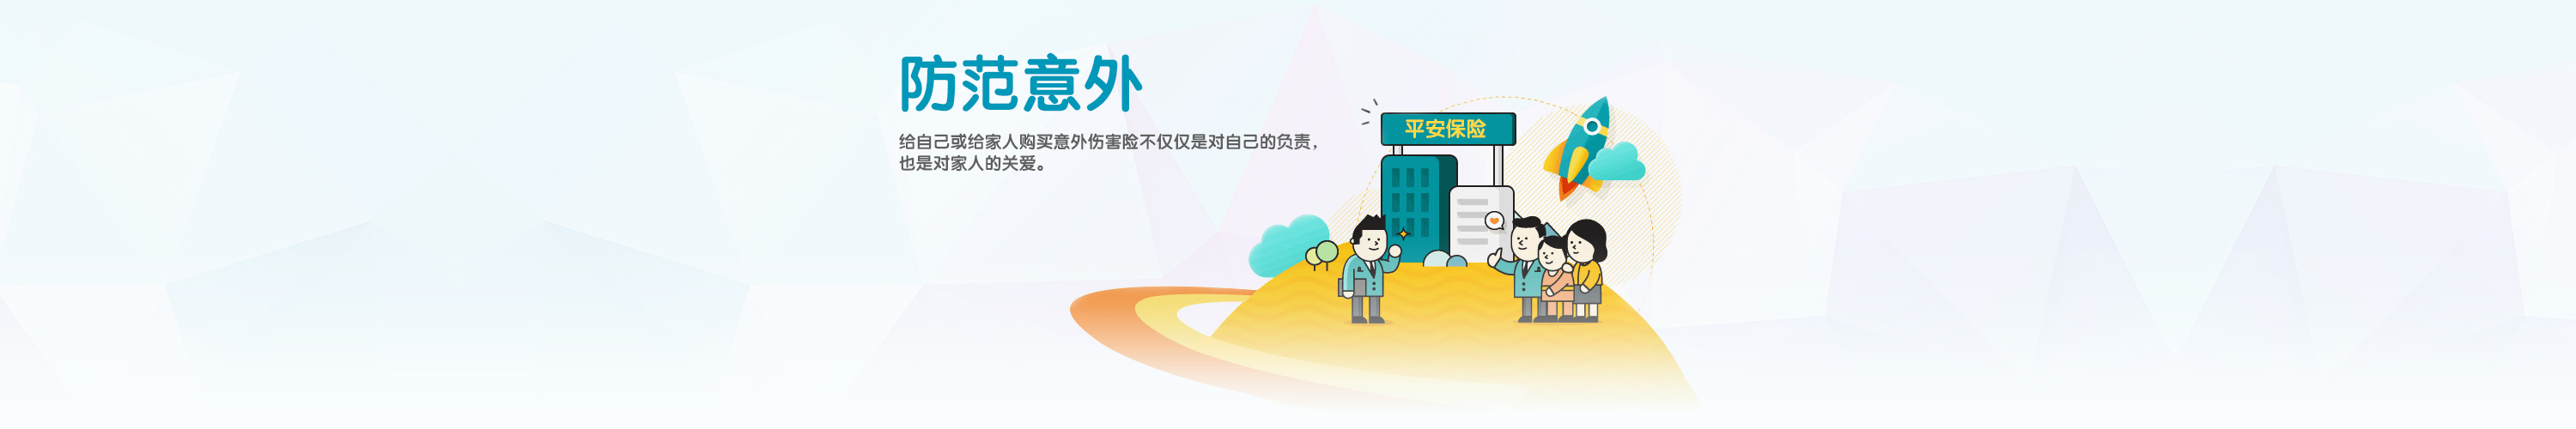 防范意外
给自己或给家人购买意外伤害险不仅仅是对自己的负责，
也是对家人的关爱。
平安保险